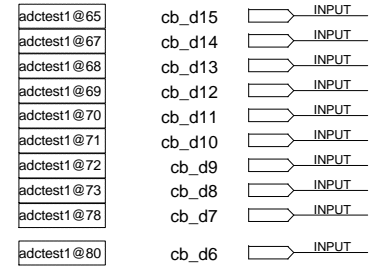 adctest1@65 cb_d15 INPUT
adctest1@67 cb_d14 INPUT
adctest1@68 cb_d13 INPUT
adctest1@69 cb_d12 INPUT
adctest1@70 cb_d11 INPUT
adctest1@71 cb_d10 INPUT
adctest1@72 cb_d9 INPUT
adctest1@73 cb_d8 INPUT
adctest1@78 cb_d7 INPUT
adctest1@80 cb_d6 INPUT